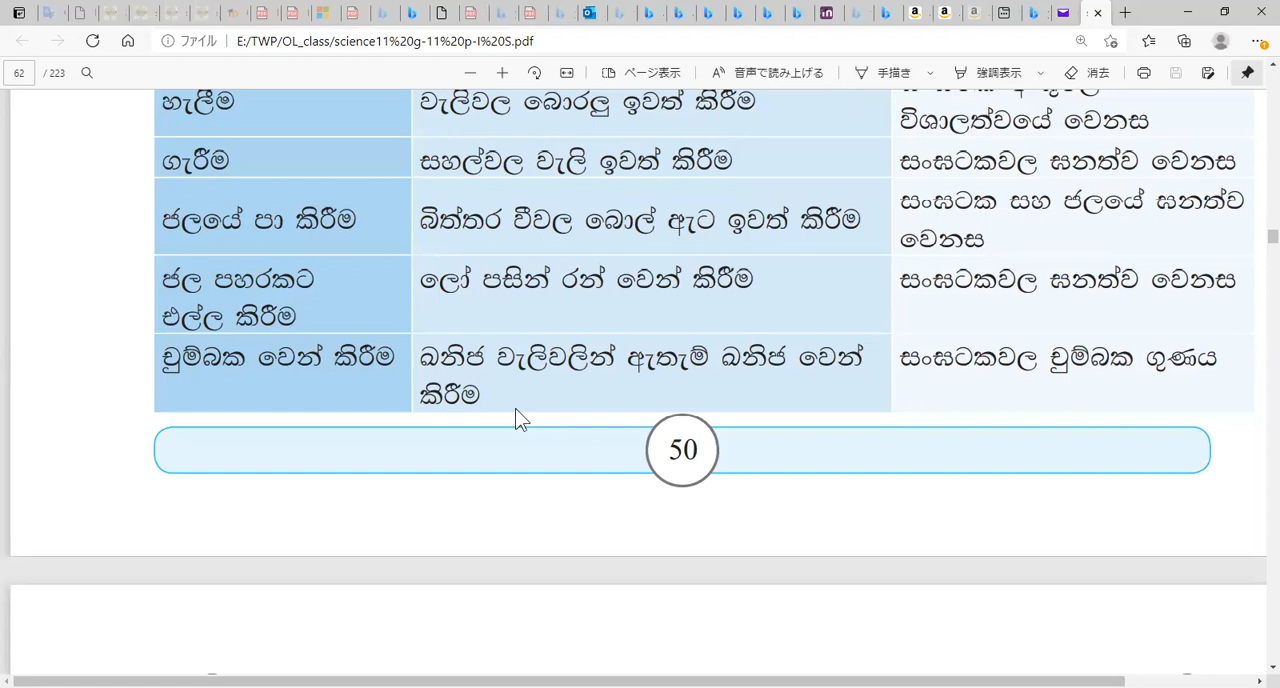 ファイル E:/TWP/OL_class/science11%20g-11%20p-I%20S.pdf
62 / 223 ページ表示 音声で読み上げる 手描き 強調表示 消去
හැලීම වැලිවල බොරලු ඉවත් කිරීම
විශාලත්වයේ වෙනස
ගැරීම සහල්වල වැලි ඉවත් කිරීම සංඝටකවල ඝනත්ව වෙනස
ජලයේ පා කිරීම බිත්තර වීවල බොල් ඇට ඉවත් කිරීම සංඝටක සහ ජලයේ ඝනත්ව
වෙනස
ජල පහරකට ලෝ පසින් රන් වෙන් කිරීම සංඝටකවල ඝනත්ව වෙනස
එල්ල කිරීම
චුම්බක වෙන් කිරීම ඛනිජ වැලිවලින් ඇතැම් ඛනිජ වෙන් සංඝටකවල චුම්බක ගුණය
කිරීම
50